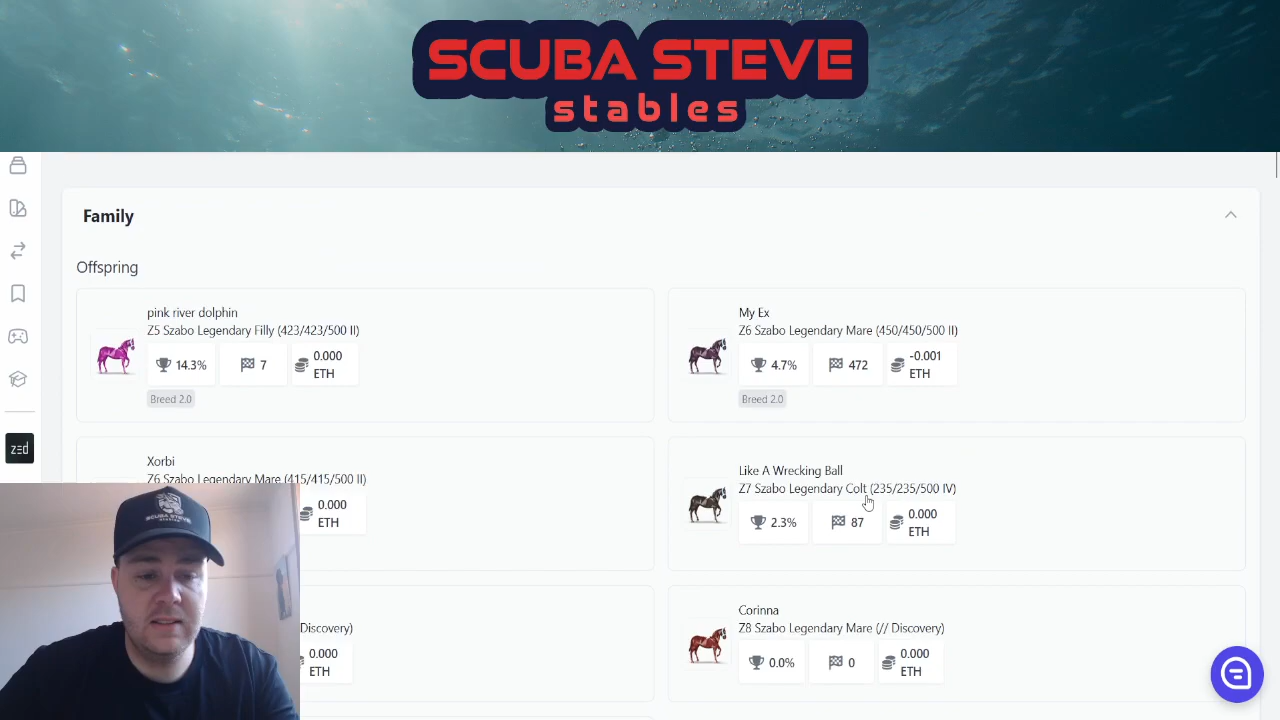 SCUBA STEVE
stables
Family
Offspring
pink river dolphin
Z5 Szabo Legendary Filly (423/423/500 II)
14.3%
7
0.000
ETH
Breed 2.0
My Ex
Z6 Szabo Legendary Mare (450/450/500 II)
4.7%
472
-0.001
ETH
Breed 2.0
Xorbi
Z6 Szabo Legendary Mare (415/415/500 II)
0.000
ETH
Like A Wrecking Ball
Z7 Szabo Legendary Colt (235/235/500 IV)
2.3%
87
0.000
ETH
Discovery)
0.000
ETH
Corinna
Z8 Szabo Legendary Mare (// Discovery)
0.0%
0
0.000
ETH
zed
SCUBA STEVE